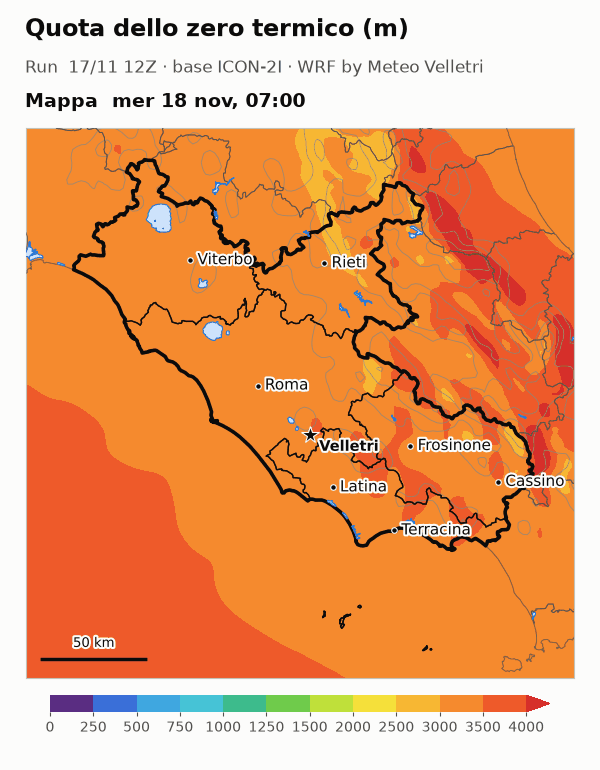 Quota dello zero termico (m)
Run  17/11 12Z · base ICON-2I · WRF by Meteo Velletri
Mappa  mer 18 nov, 07:00
Viterbo
Rieti
Roma
Velletri
Frosinone
Cassino
Latina
Terracina
50 km
0 250 500 750 1000 1250 1500 2000 2500 3000 3500 4000